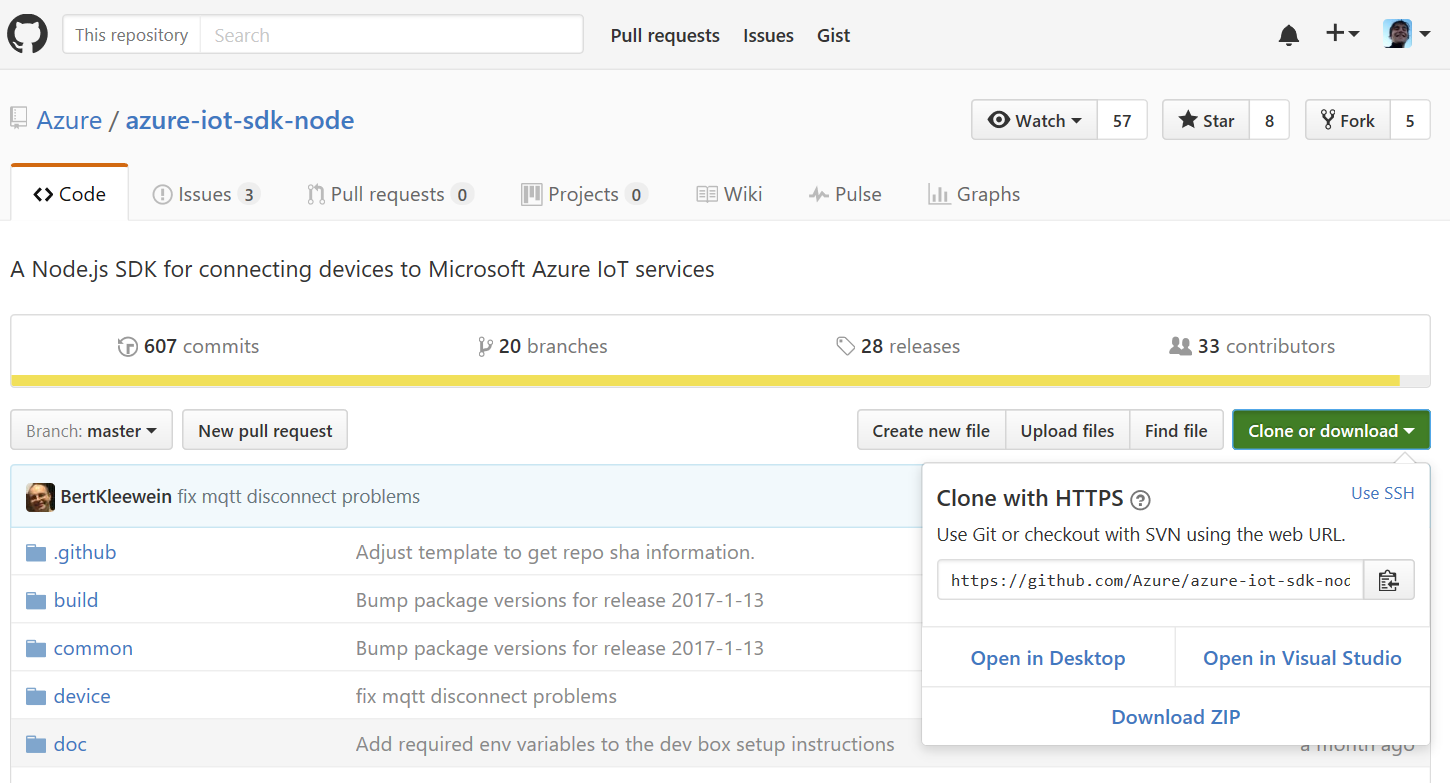 This repository Search Pull requests Issues Gist
Azure / azure-iot-sdk-node Watch 57 Star 8 Fork 5
Code Issues 3 Pull requests 0 Projects 0 Wiki Pulse Graphs
A Node.js SDK for connecting devices to Microsoft Azure IoT services
607 commits 20 branches 28 releases 33 contributors
Branch: master New pull request Create new file Upload files Find file Clone or download
BertKleewein fix mqtt disconnect problems
Clone with HTTPS ? Use SSH
Use Git or checkout with SVN using the web URL.
https://github.com/Azure/azure-iot-sdk-nod
Open in Desktop Open in Visual Studio
Download ZIP
.github Adjust template to get repo sha information.
build Bump package versions for release 2017-1-13
common Bump package versions for release 2017-1-13
device fix mqtt disconnect problems
doc Add required env variables to the dev box setup instructions a month ago